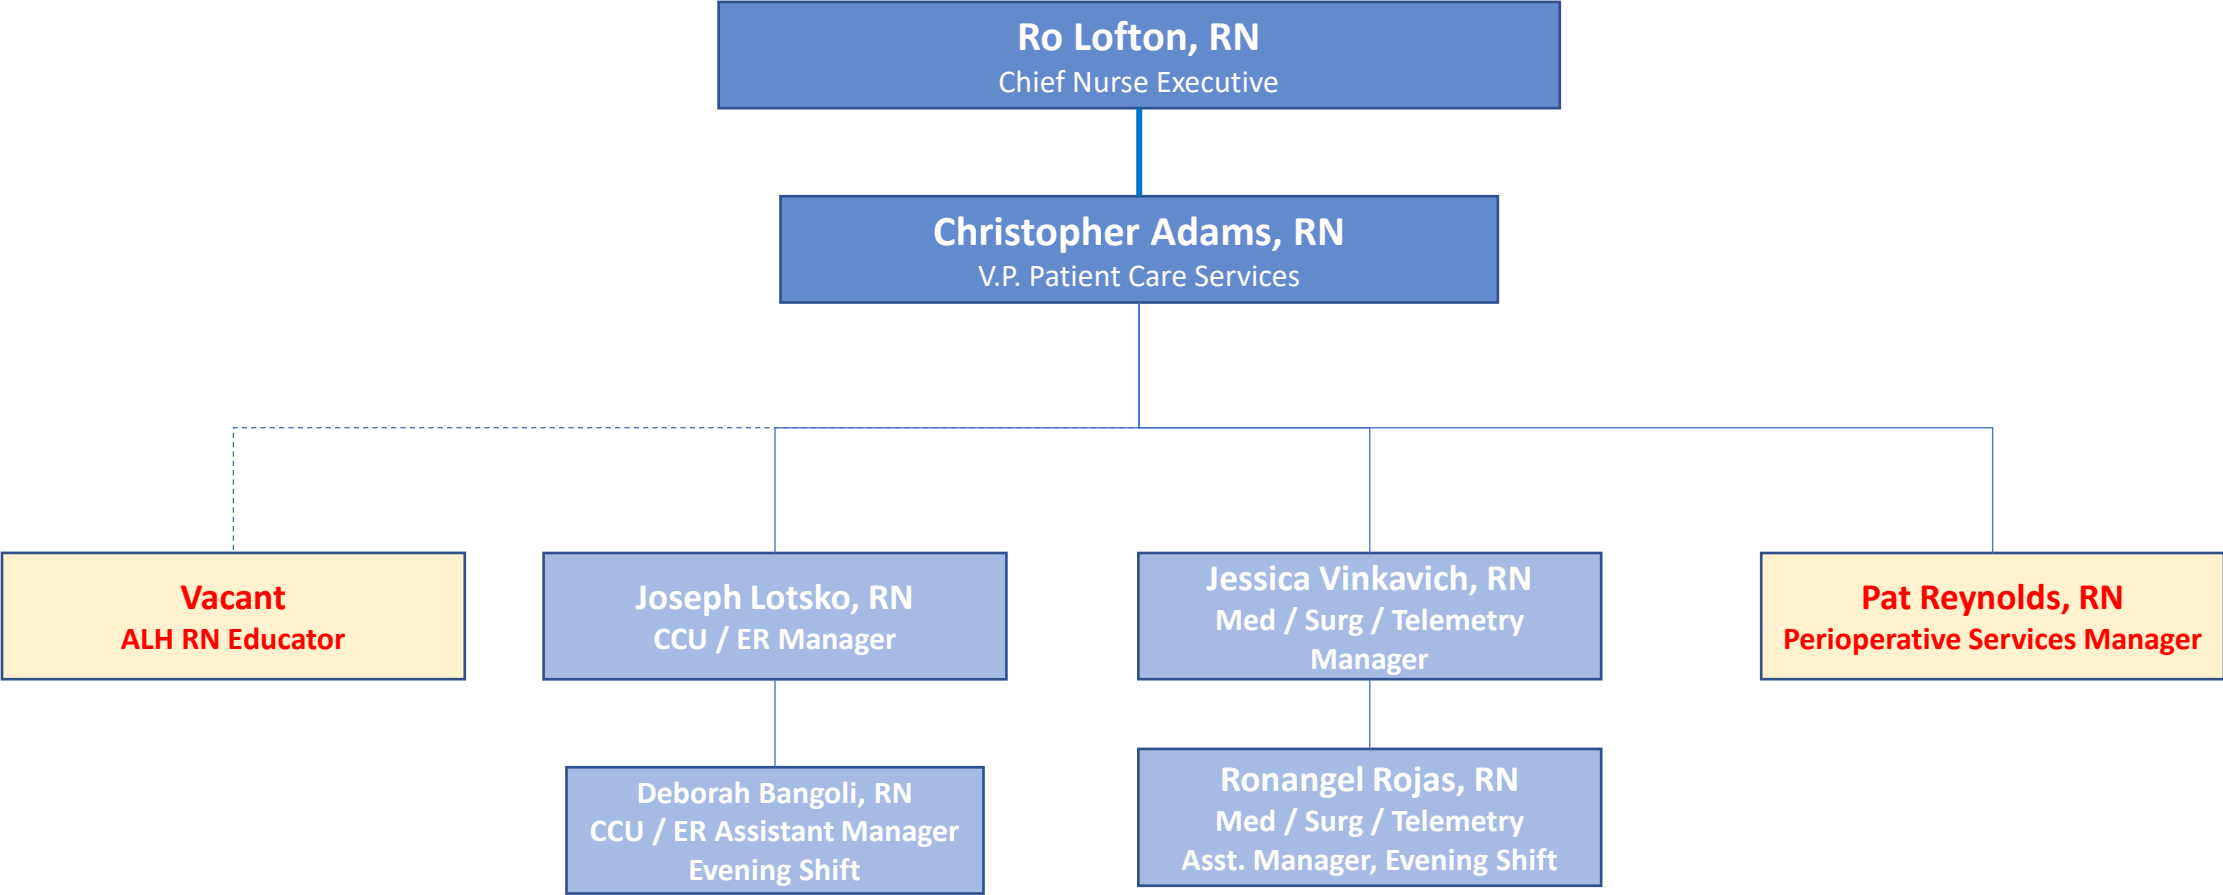 Ro Lofton, RN
Chief Nurse Executive
Christopher Adams, RN
V.P. Patient Care Services
Vacant
ALH RN Educator
Joseph Lotsko, RN
CCU / ER Manager
Jessica Vinkavich, RN
Med / Surg / Telemetry
Manager
Pat Reynolds, RN
Perioperative Services Manager
Deborah Bangoli, RN
CCU / ER Assistant Manager
Evening Shift
Ronangel Rojas, RN
Med / Surg / Telemetry
Asst. Manager, Evening Shift